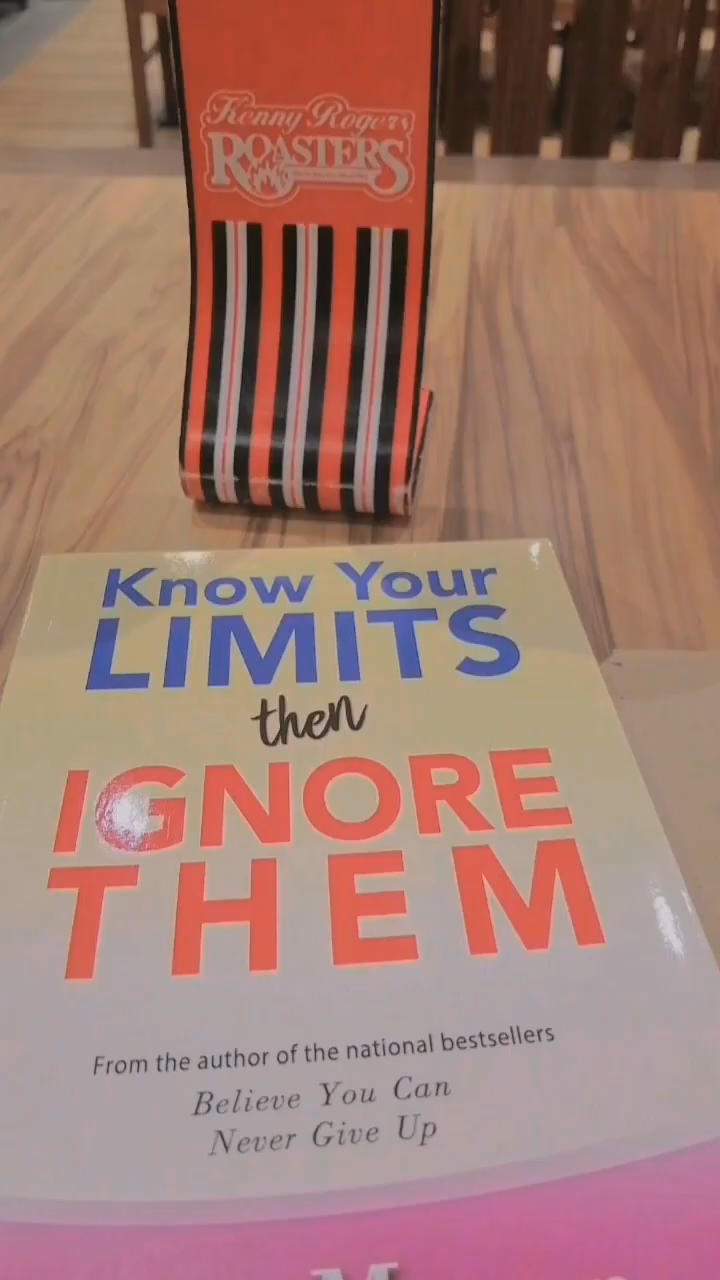 Kenny Rogers
ROASTERS
Know Your
LIMITS
then
IGNORE
THEM
From the author of the national bestsellers
Believe You Can
Never Give Up